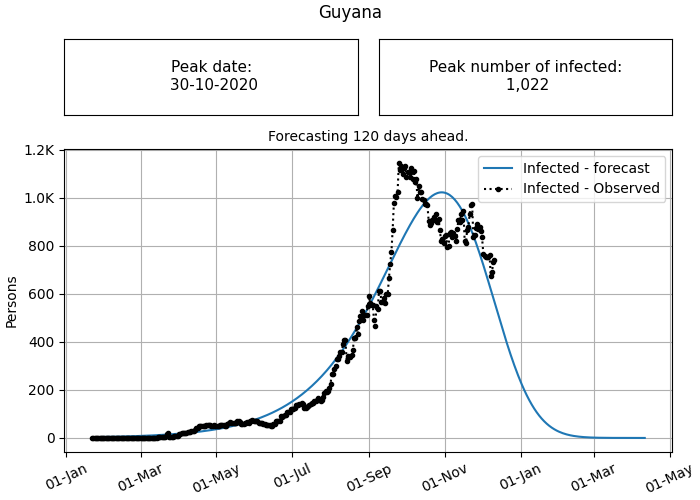 Guyana
Peak date:
30-10-2020
Peak number of infected:
1,022
Forecasting 120 days ahead.
1.2K
1.0K
800
600
400
200
0
Persons
Infected - forecast
Infected - Observed
01-Jan
01-Mar
01-May
01-Jul
01-Sep
01-Nov
01-Jan
01-Mar
01-May